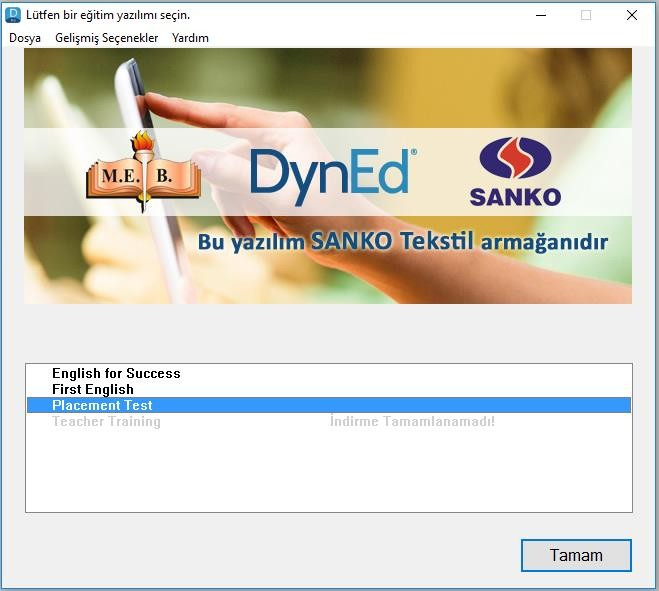 Lütfen bir eğitim yazılımı seçin.
Dosya Gelişmiş Seçenekler Yardım
M.E. B.
DynEd®
SANKO
Bu yazılım SANKO Tekstil armağanıdır
English for Success
First English
Placement Test
Teacher Training İndirme Tamamlanamadı!
Tamam